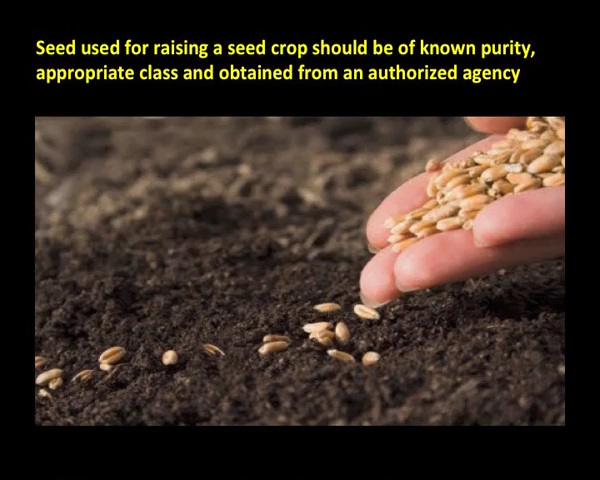 Seed used for raising a seed crop should be of known purity,
appropriate class and obtained from an authorized agency